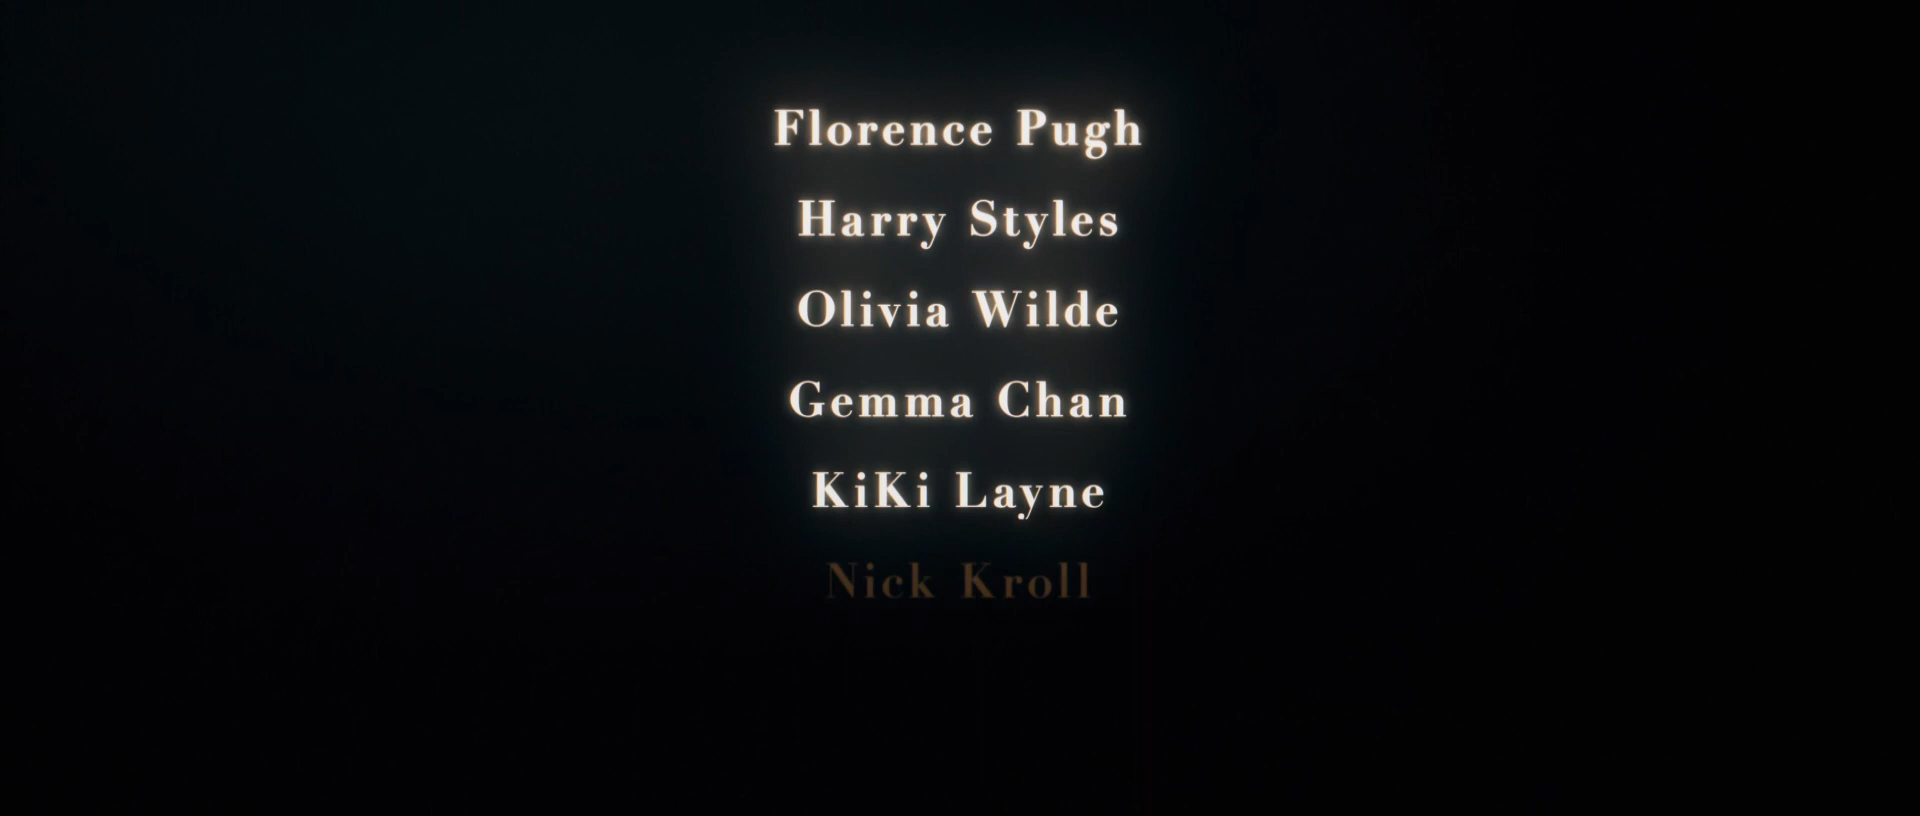 Florence Pugh
Harry Styles
Olivia Wilde
Gemma Chan
KiKi Layne
Nick Kroll